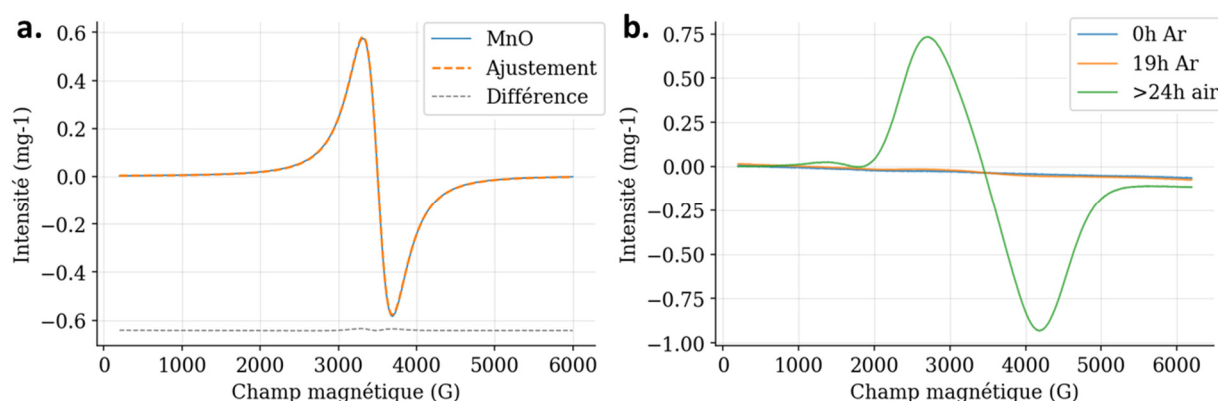 a.
0.6
0.4
0.2
0.0
−0.2
−0.4
−0.6
Intensité (mg-1)
0
1000
2000
3000
4000
5000
6000
Champ magnétique (G)
MnO
Ajustement
Différence
b.
0.75
0.50
0.25
0.00
−0.25
−0.50
−0.75
−1.00
Intensité (mg-1)
0
1000
2000
3000
4000
5000
6000
Champ magnétique (G)
0h Ar
19h Ar
>24h air